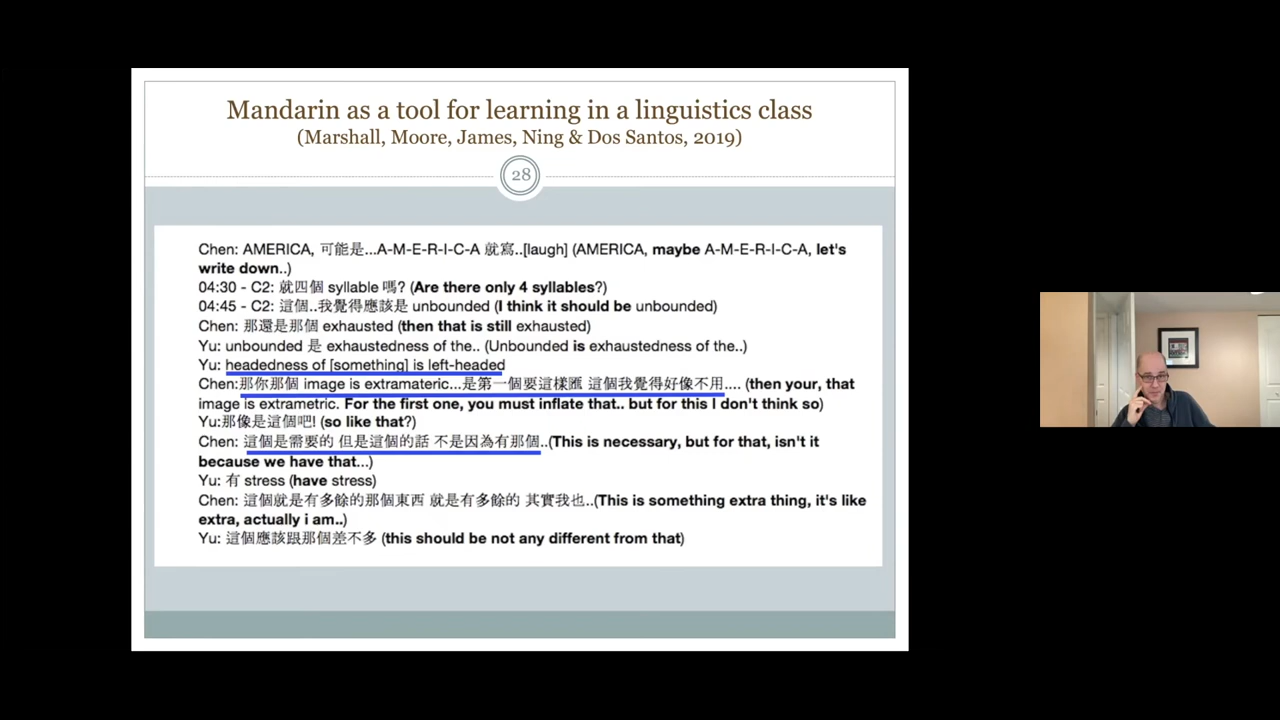 Mandarin as a tool for learning in a linguistics class
(Marshall, Moore, James, Ning & Dos Santos, 2019)
28
Chen: AMERICA, 可能是...A-M-E-R-I-C-A 就寫..[laugh] (AMERICA, maybe A-M-E-R-I-C-A, let's
write down..)
04:30 - C2: 就四個 syllable 嗎? (Are there only 4 syllables?)
04:45 - C2: 這個..我覺得應該是 unbounded (I think it should be unbounded)
Chen: 那還是那個 exhausted (then that is still exhausted)
Yu: unbounded 是 exhaustedness of the.. (Unbounded is exhaustedness of the..)
Yu: headedness of [something] is left-headed
Chen:那你那個 image is extramateric...是第一個要這樣匯 這個我覺得好像不用.... (then your, that
image is extrametric. For the first one, you must inflate that.. but for this I don't think so)
Yu:那像是這個吧! (so like that?)
Chen: 這個是需要的 但是這個的話 不是因為有那個..(This is necessary, but for that, isn't it
because we have that...)
Yu: 有 stress (have stress)
Chen: 這個就是有多餘的那個東西 就是有多餘的 其實我也..(This is something extra thing, it's like
extra, actually i am..)
Yu: 這個應該跟那個差不多 (this should be not any different from that)